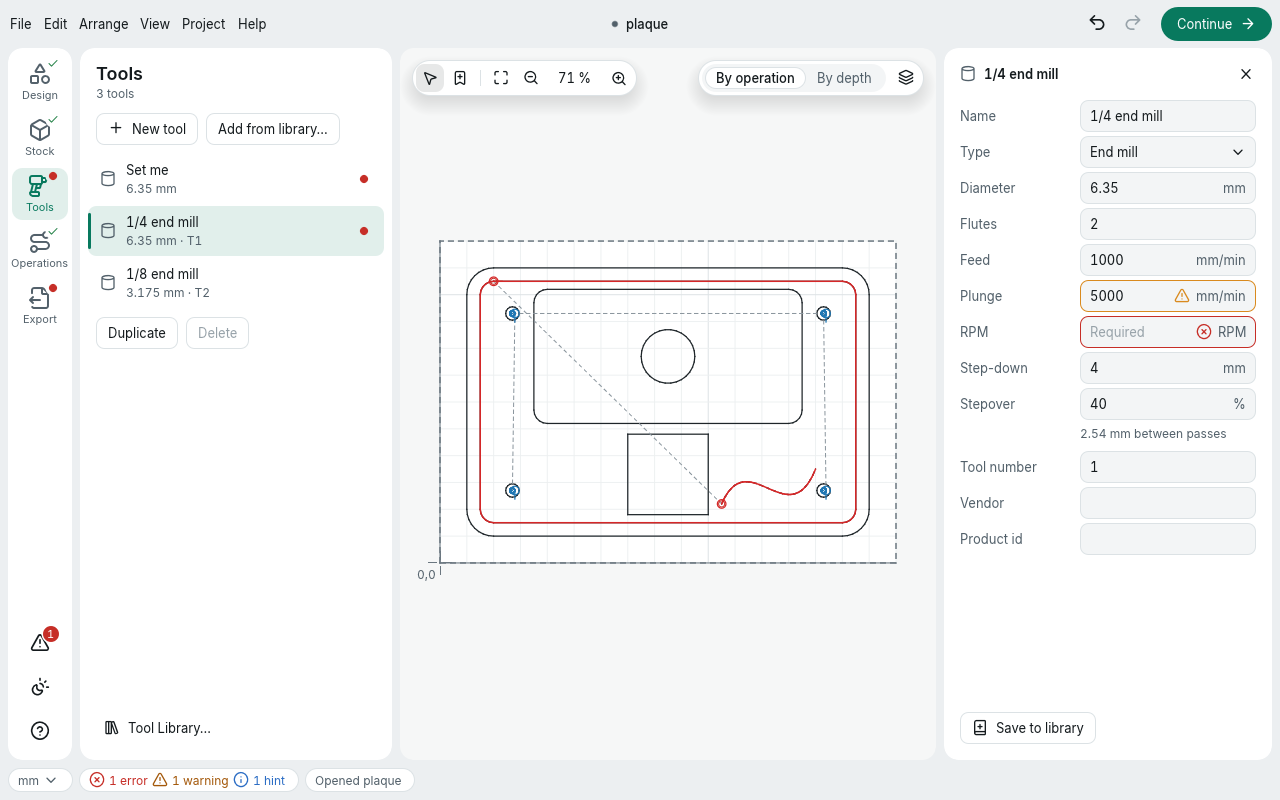 File Edit Arrange View Project Help
plaque
Continue
Design
Stock
Tools
Operations
Export
1
Tools
3 tools
New tool
Add from library...
Set me
6.35 mm
1/4 end mill
6.35 mm · T1
1/8 end mill
3.175 mm · T2
Duplicate
Delete
Tool Library...
71 %
By operation
By depth
0,0
1/4 end mill
Name 1/4 end mill
Type End mill
Diameter 6.35 mm
Flutes 2
Feed 1000 mm/min
Plunge 5000 mm/min
RPM Required RPM
Step-down 4 mm
Stepover 40 %
2.54 mm between passes
Tool number 1
Vendor
Product id
Save to library
mm
1 error 1 warning 1 hint
Opened plaque